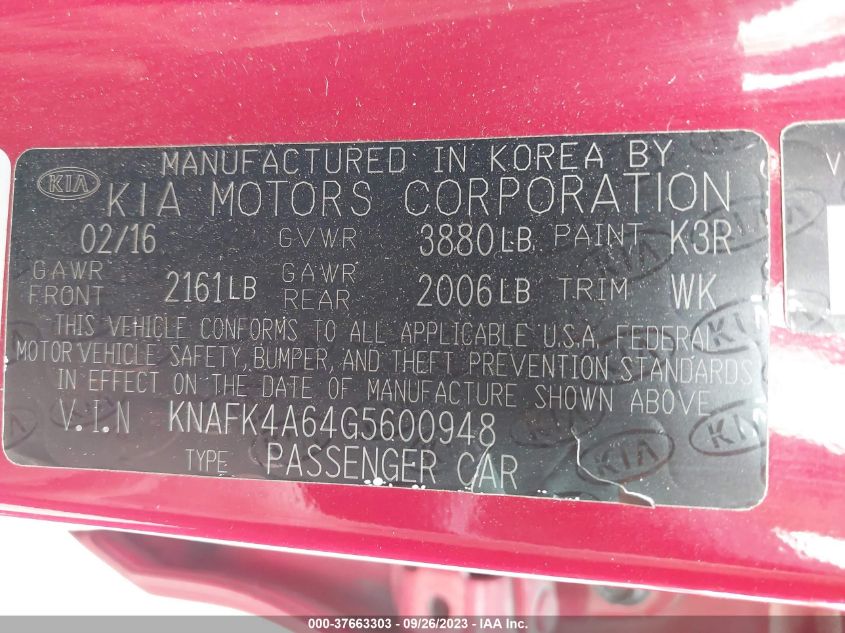 MANUFACTURED IN KOREA BY
KIA KIA MOTORS CORPORATION
02/16 GVWR 3880LB PAINT K3R
GAWR FRONT 2161LB GAWR REAR 2006LB TRIM WK
THIS VEHICLE CONFORMS TO ALL APPLICABLE U.S.A. FEDERAL
MOTOR VEHICLE SAFETY, BUMPER, AND THEFT PREVENTION STANDARDS
IN EFFECT ON THE DATE OF MANUFACTURE SHOWN ABOVE.
V.I.N KNAFK4A64G5600948
TYPE PASSENGER CAR
V
000-37663303 - 09/26/2023 - IAA Inc.